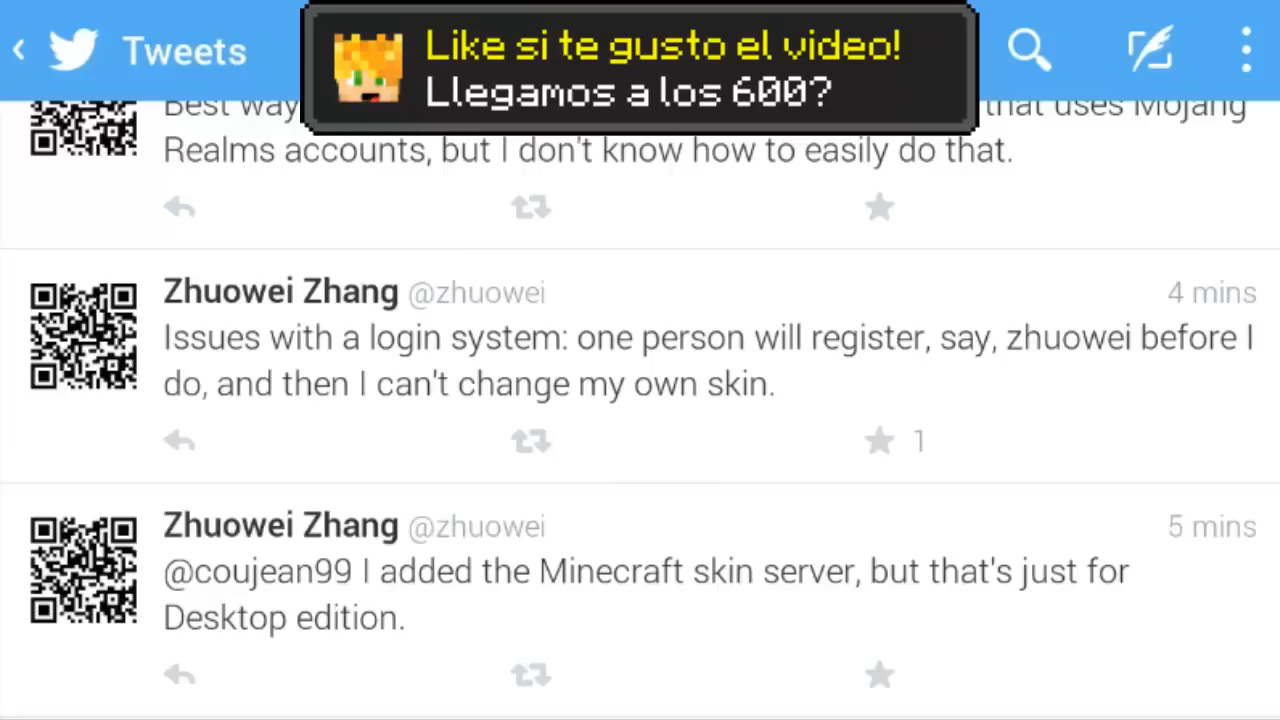 Tweets
Like si te gusto el video!
Llegamos a los 600?
Best way that uses Mojang
Realms accounts, but I don't know how to easily do that.
Zhuowei Zhang @zhuowei 4 mins
Issues with a login system: one person will register, say, zhuowei before I
do, and then I can't change my own skin.
1
Zhuowei Zhang @zhuowei 5 mins
@coujean99 I added the Minecraft skin server, but that's just for
Desktop edition.